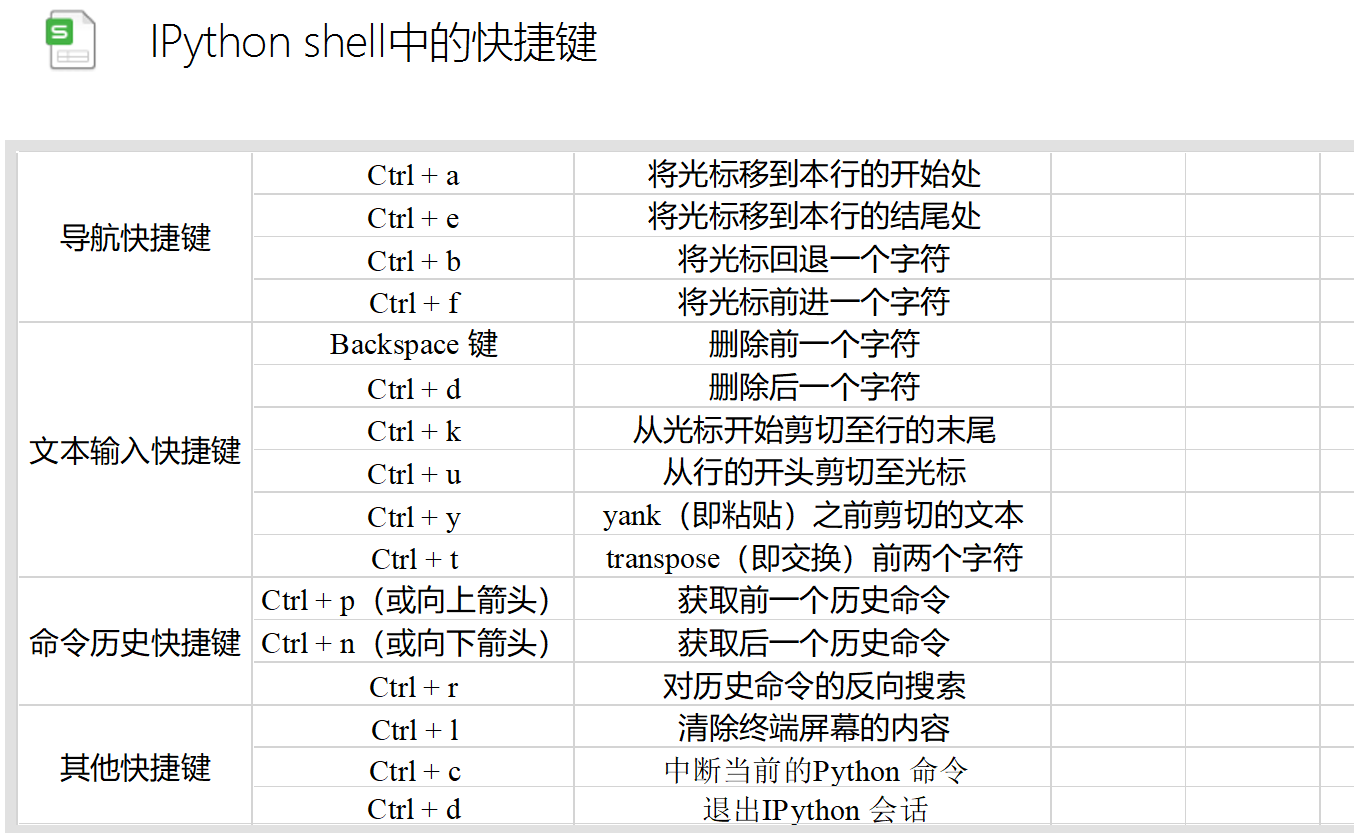 S
IPython shell中的快捷键
导航快捷键
Ctrl + a 将光标移到本行的开始处
Ctrl + e 将光标移到本行的结尾处
Ctrl + b 将光标回退一个字符
Ctrl + f 将光标前进一个字符
文本输入快捷键
Backspace 键 删除前一个字符
Ctrl + d 删除后一个字符
Ctrl + k 从光标开始剪切至行的末尾
Ctrl + u 从行的开头剪切至光标
Ctrl + y yank（即粘贴）之前剪切的文本
Ctrl + t transpose（即交换）前两个字符
命令历史快捷键
Ctrl + p（或向上箭头） 获取前一个历史命令
Ctrl + n（或向下箭头） 获取后一个历史命令
Ctrl + r 对历史命令的反向搜索
其他快捷键
Ctrl + l 清除终端屏幕的内容
Ctrl + c 中断当前的Python 命令
Ctrl + d 退出IPython 会话